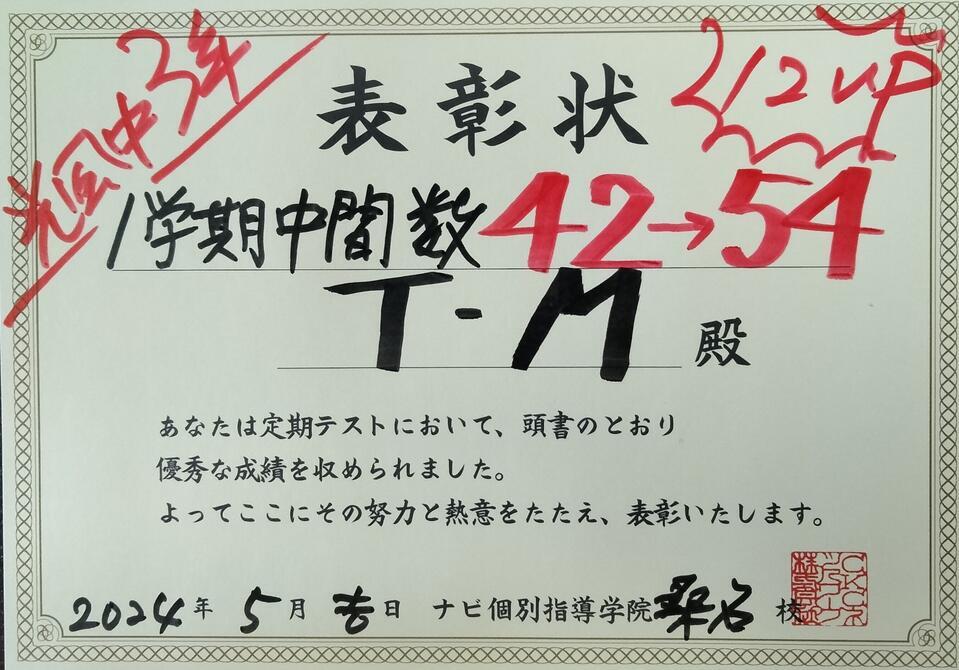 光風中3年
表彰状
12up
1学期中間数 42→54
T-M 殿
あなたは定期テストにおいて、頭書のとおり
優秀な成績を収められました。
よってここにその努力と熱意をたたえ、表彰いたします。
2024年 5月 吉日 ナビ個別指導学院 桑名 校